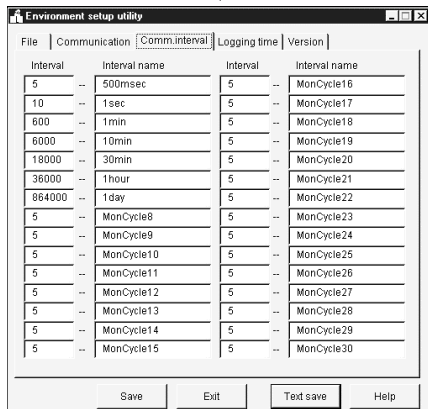 Environment setup utility
File Communication Comm.interval Logging time Version
Interval Interval name Interval Interval name
5 -- 500msec 5 -- MonCycle16
10 -- 1sec 5 -- MonCycle17
600 -- 1min 5 -- MonCycle18
6000 -- 10min 5 -- MonCycle19
18000 -- 30min 5 -- MonCycle20
36000 -- 1hour 5 -- MonCycle21
864000 -- 1day 5 -- MonCycle22
5 -- MonCycle8 5 -- MonCycle23
5 -- MonCycle9 5 -- MonCycle24
5 -- MonCycle10 5 -- MonCycle25
5 -- MonCycle11 5 -- MonCycle26
5 -- MonCycle12 5 -- MonCycle27
5 -- MonCycle13 5 -- MonCycle28
5 -- MonCycle14 5 -- MonCycle29
5 -- MonCycle15 5 -- MonCycle30
Save Exit Text save Help